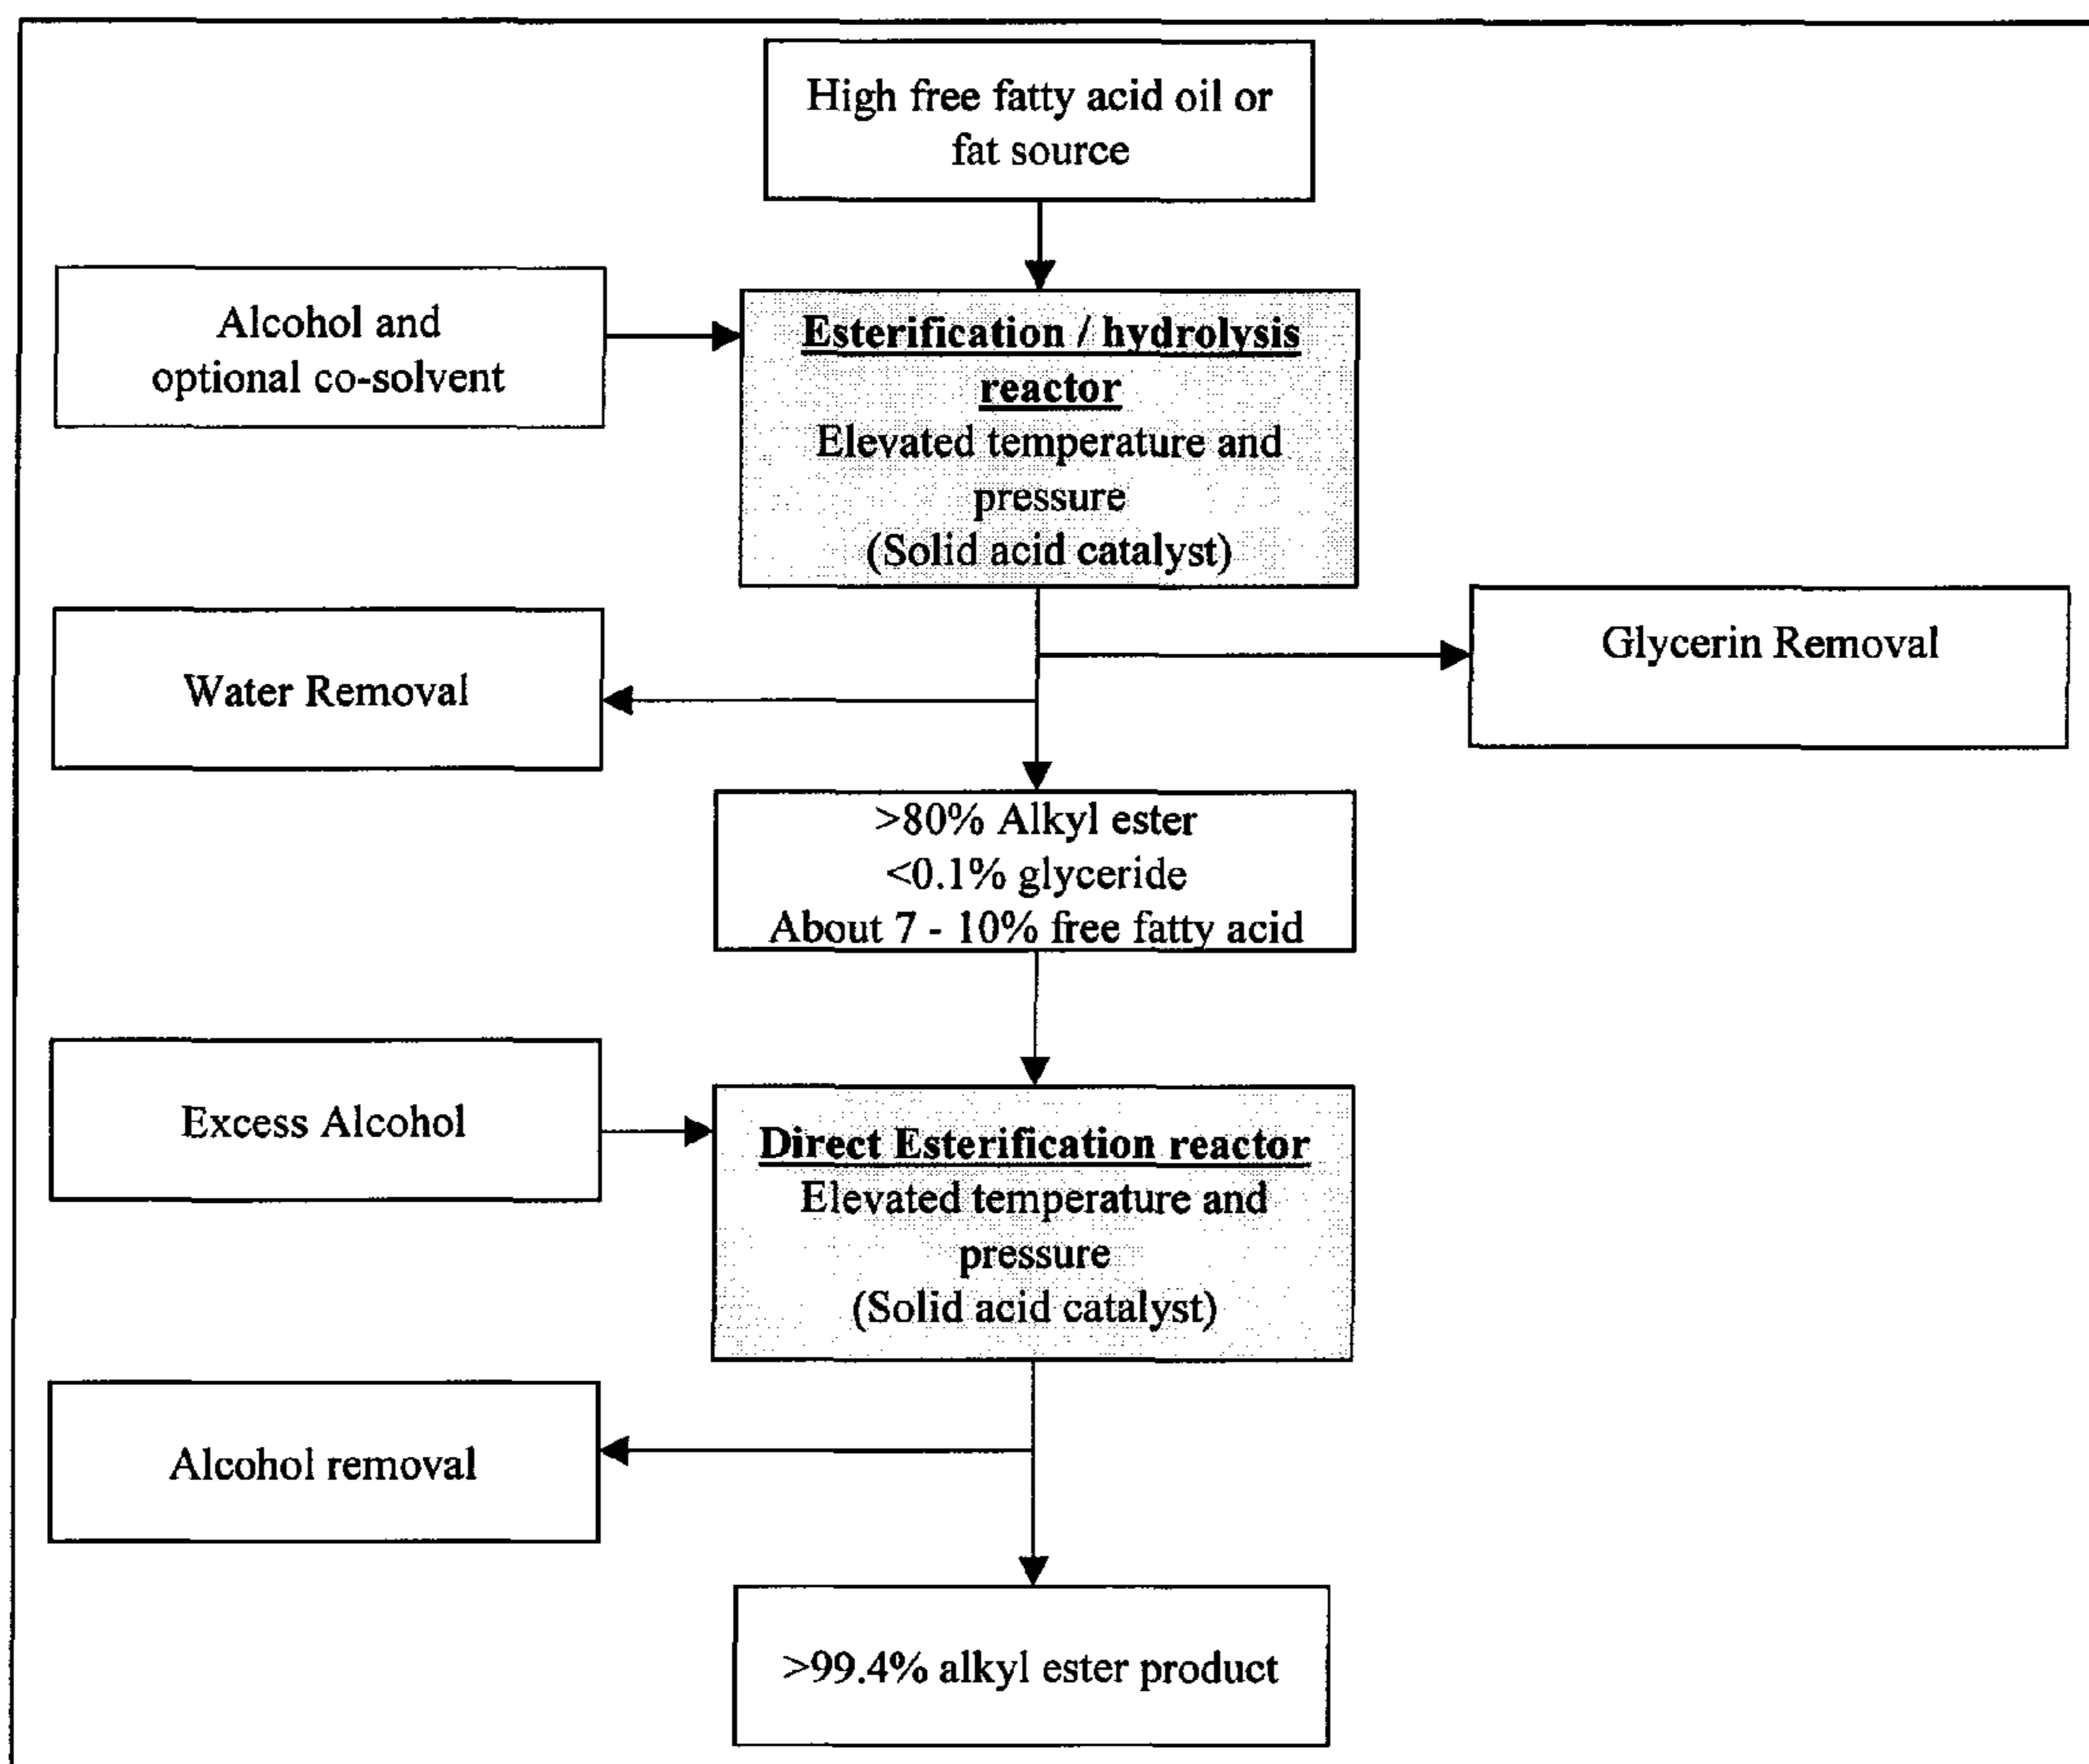 High free fatty acid oil or
fat source
Alcohol and
optional co-solvent
Esterification / hydrolysis
reactor
Elevated temperature and
pressure
(Solid acid catalyst)
Glycerin Removal
Water Removal
>80% Alkyl ester
<0.1% glyceride
About 7 - 10% free fatty acid
Excess Alcohol
Direct Esterification reactor
Elevated temperature and
pressure
(Solid acid catalyst)
Alcohol removal
>99.4% alkyl ester product